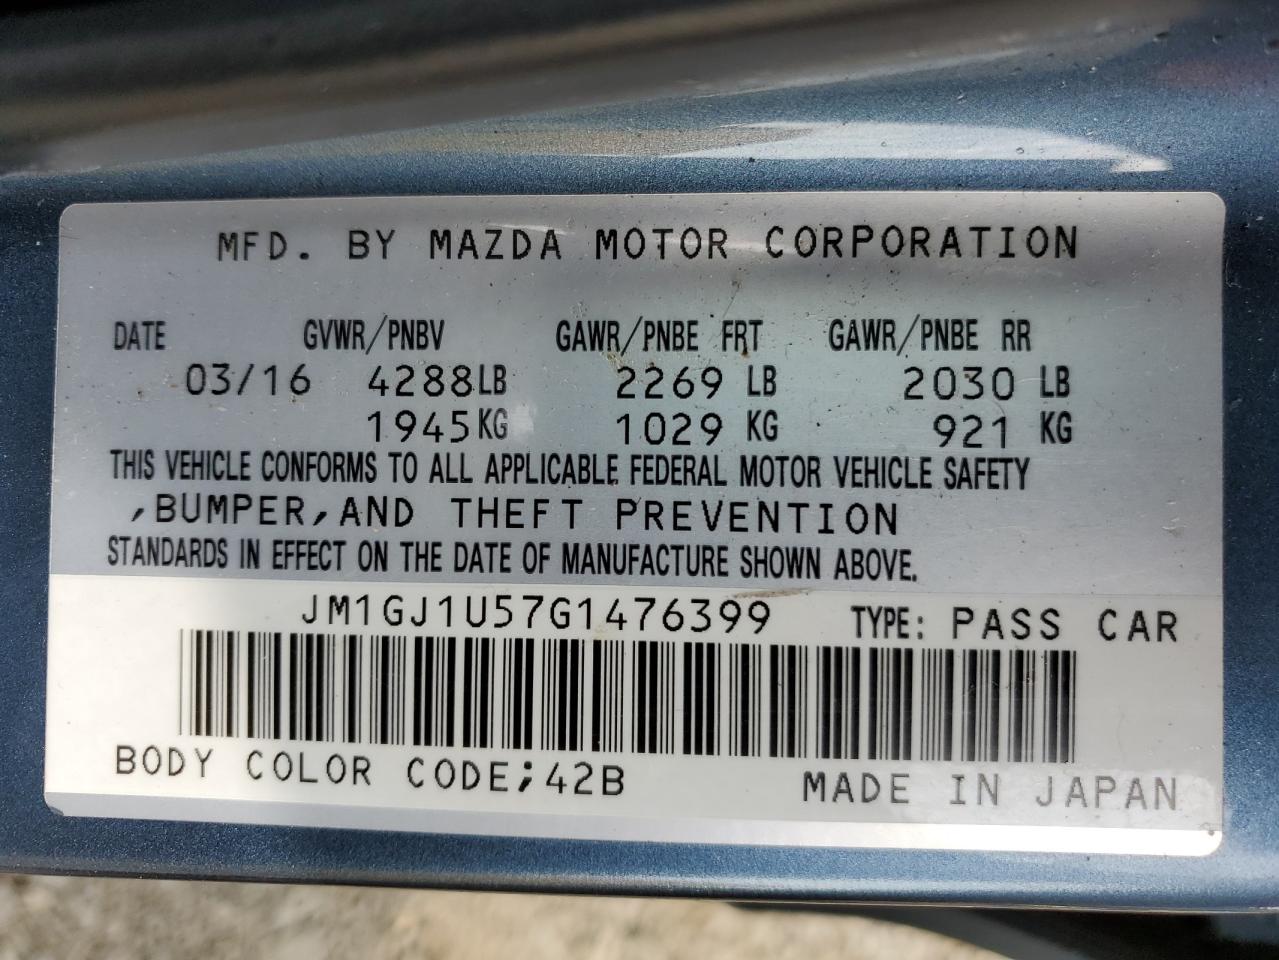 MFD. BY MAZDA MOTOR CORPORATION
DATE GVWR/PNBV GAWR/PNBE FRT GAWR/PNBE RR
03/16 4288LB 2269 LB 2030 LB
1945KG 1029 KG 921 KG
THIS VEHICLE CONFORMS TO ALL APPLICABLE FEDERAL MOTOR VEHICLE SAFETY
,BUMPER,AND THEFT PREVENTION
STANDARDS IN EFFECT ON THE DATE OF MANUFACTURE SHOWN ABOVE.
JM1GJ1U57G1476399 TYPE: PASS CAR
BODY COLOR CODE;42B MADE IN JAPAN